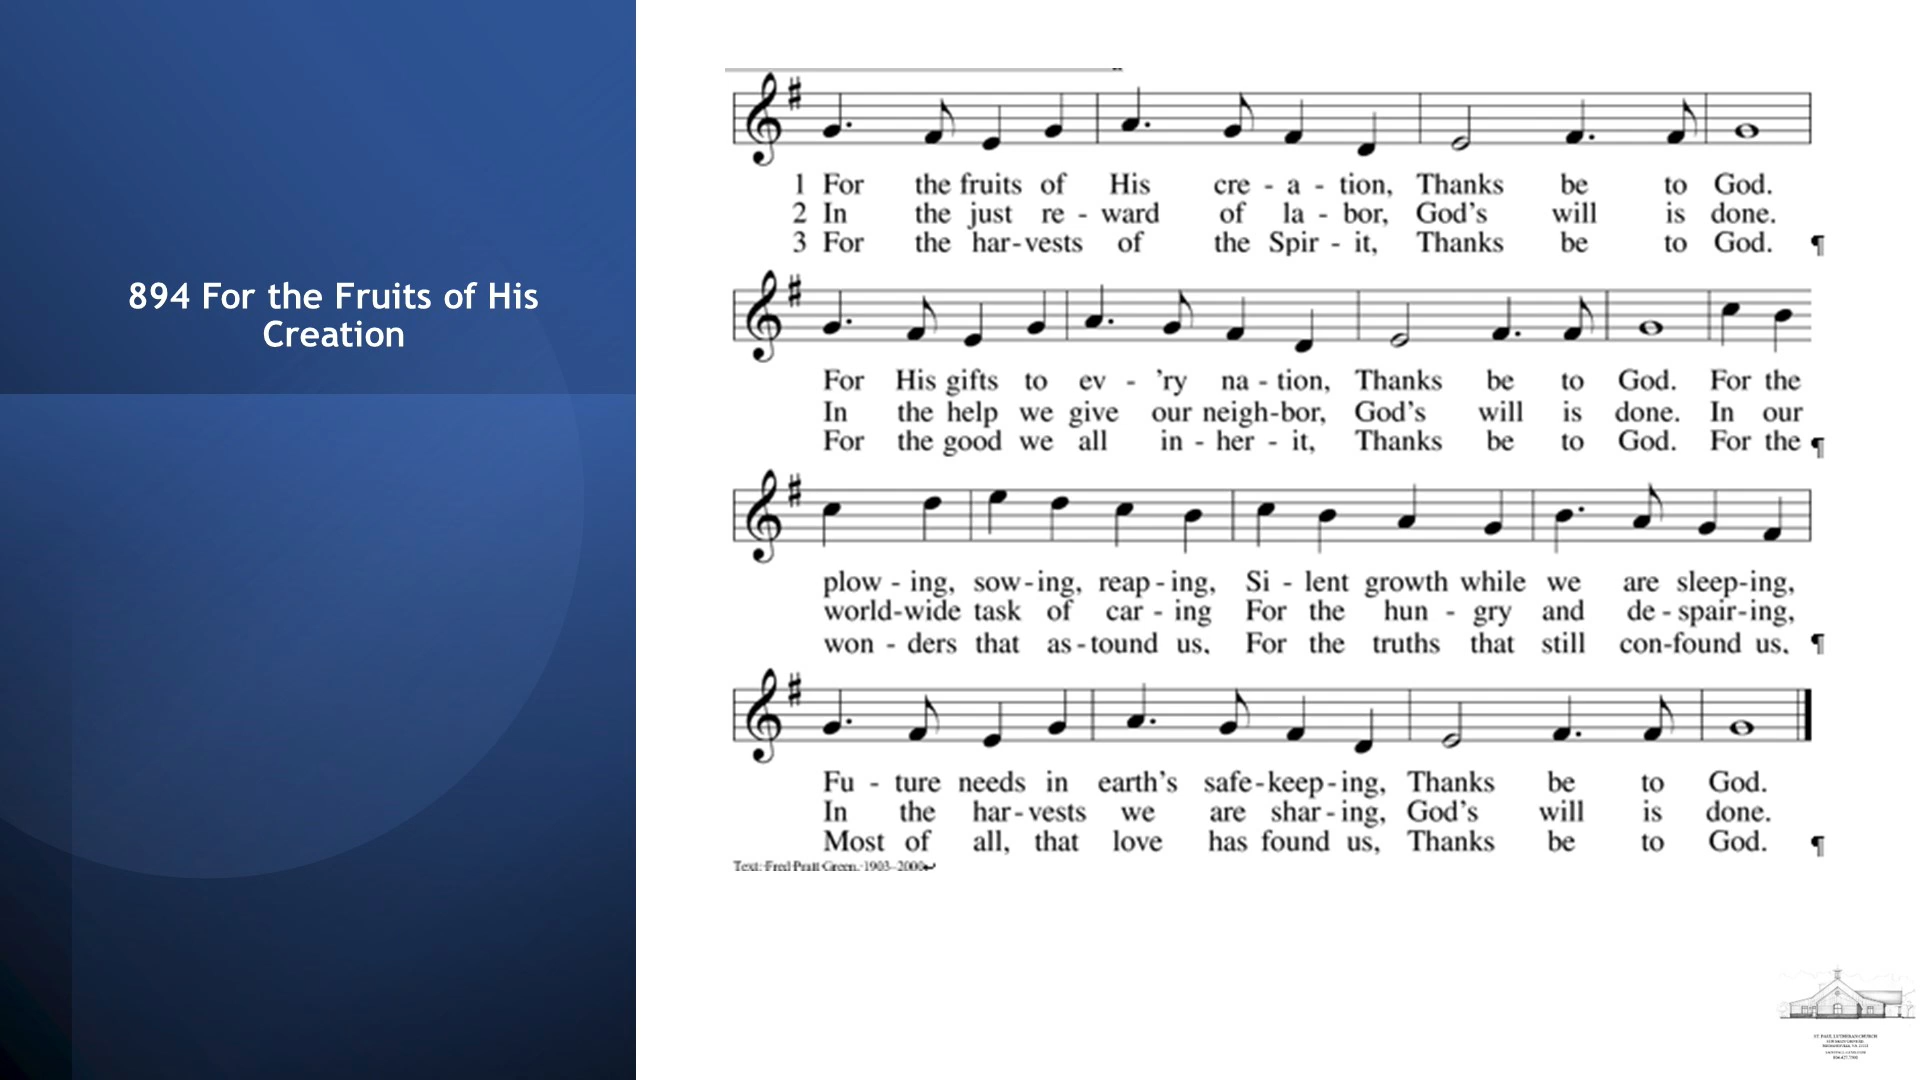 894 For the Fruits of His
Creation
1 For the fruits of His cre - a - tion, Thanks be to God.
2 In the just re - ward of la - bor, God's will is done.
3 For the har - vests of the Spir - it, Thanks be to God. ¶
For His gifts to ev - 'ry na - tion, Thanks be to God. For the
In the help we give our neigh - bor, God's will is done. In our
For the good we all in - her - it, Thanks be to God. For the ¶
plow - ing, sow - ing, reap - ing, Si - lent growth while we are sleep - ing,
world - wide task of car - ing For the hun - gry and de - spair - ing,
won - ders that as - tound us, For the truths that still con - found us, ¶
Fu - ture needs in earth's safe - keep - ing, Thanks be to God.
In the har - vests we are shar - ing, God's will is done.
Most of all, that love has found us, Thanks be to God. ¶
Text: Fred Pratt Green, 1903–2000
ST. PAUL LUTHERAN CHURCH